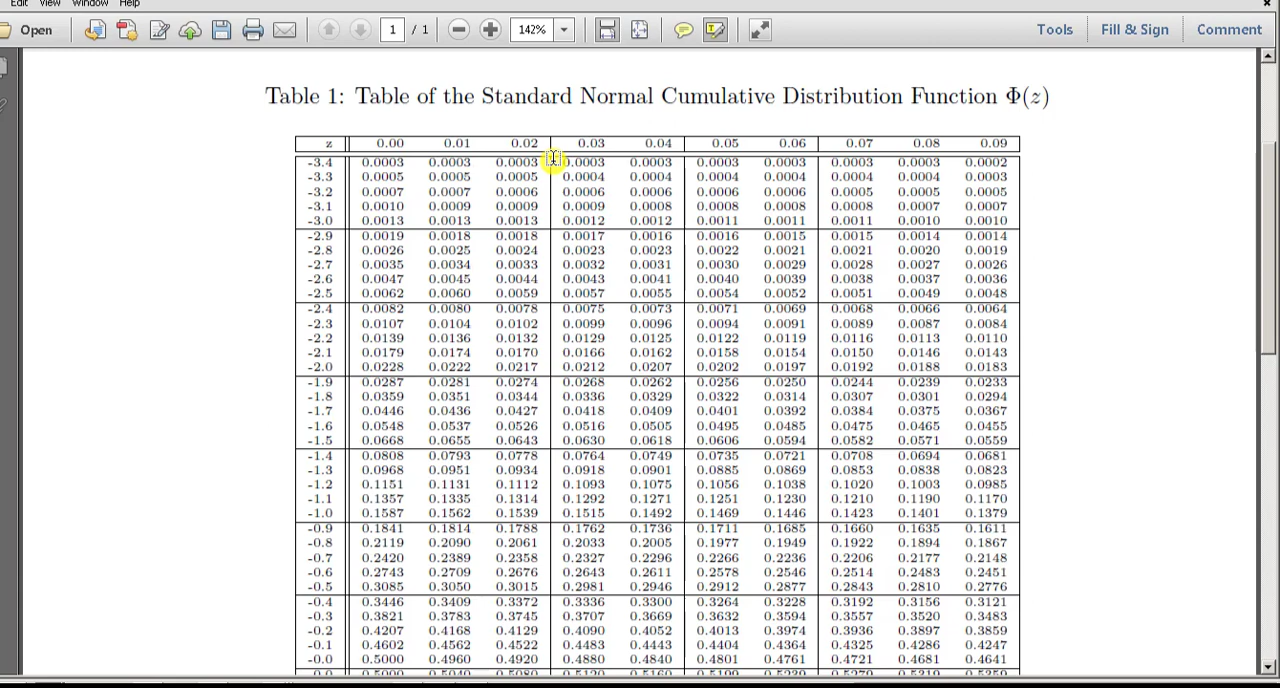 Edit View Window Help
Open 1 / 1 142% Tools Fill & Sign Comment
Table 1: Table of the Standard Normal Cumulative Distribution Function Φ(z)
z 0.00 0.01 0.02 0.03 0.04 0.05 0.06 0.07 0.08 0.09
-3.4 0.0003 0.0003 0.0003 0.0003 0.0003 0.0003 0.0003 0.0003 0.0003 0.0002
-3.3 0.0005 0.0005 0.0005 0.0004 0.0004 0.0004 0.0004 0.0004 0.0004 0.0003
-3.2 0.0007 0.0007 0.0006 0.0006 0.0006 0.0006 0.0006 0.0005 0.0005 0.0005
-3.1 0.0010 0.0009 0.0009 0.0009 0.0008 0.0008 0.0008 0.0008 0.0007 0.0007
-3.0 0.0013 0.0013 0.0013 0.0012 0.0012 0.0011 0.0011 0.0011 0.0010 0.0010
-2.9 0.0019 0.0018 0.0018 0.0017 0.0016 0.0016 0.0015 0.0015 0.0014 0.0014
-2.8 0.0026 0.0025 0.0024 0.0023 0.0023 0.0022 0.0021 0.0021 0.0020 0.0019
-2.7 0.0035 0.0034 0.0033 0.0032 0.0031 0.0030 0.0029 0.0028 0.0027 0.0026
-2.6 0.0047 0.0045 0.0044 0.0043 0.0041 0.0040 0.0039 0.0038 0.0037 0.0036
-2.5 0.0062 0.0060 0.0059 0.0057 0.0055 0.0054 0.0052 0.0051 0.0049 0.0048
-2.4 0.0082 0.0080 0.0078 0.0075 0.0073 0.0071 0.0069 0.0068 0.0066 0.0064
-2.3 0.0107 0.0104 0.0102 0.0099 0.0096 0.0094 0.0091 0.0089 0.0087 0.0084
-2.2 0.0139 0.0136 0.0132 0.0129 0.0125 0.0122 0.0119 0.0116 0.0113 0.0110
-2.1 0.0179 0.0174 0.0170 0.0166 0.0162 0.0158 0.0154 0.0150 0.0146 0.0143
-2.0 0.0228 0.0222 0.0217 0.0212 0.0207 0.0202 0.0197 0.0192 0.0188 0.0183
-1.9 0.0287 0.0281 0.0274 0.0268 0.0262 0.0256 0.0250 0.0244 0.0239 0.0233
-1.8 0.0359 0.0351 0.0344 0.0336 0.0329 0.0322 0.0314 0.0307 0.0301 0.0294
-1.7 0.0446 0.0436 0.0427 0.0418 0.0409 0.0401 0.0392 0.0384 0.0375 0.0367
-1.6 0.0548 0.0537 0.0526 0.0516 0.0505 0.0495 0.0485 0.0475 0.0465 0.0455
-1.5 0.0668 0.0655 0.0643 0.0630 0.0618 0.0606 0.0594 0.0582 0.0571 0.0559
-1.4 0.0808 0.0793 0.0778 0.0764 0.0749 0.0735 0.0721 0.0708 0.0694 0.0681
-1.3 0.0968 0.0951 0.0934 0.0918 0.0901 0.0885 0.0869 0.0853 0.0838 0.0823
-1.2 0.1151 0.1131 0.1112 0.1093 0.1075 0.1056 0.1038 0.1020 0.1003 0.0985
-1.1 0.1357 0.1335 0.1314 0.1292 0.1271 0.1251 0.1230 0.1210 0.1190 0.1170
-1.0 0.1587 0.1562 0.1539 0.1515 0.1492 0.1469 0.1446 0.1423 0.1401 0.1379
-0.9 0.1841 0.1814 0.1788 0.1762 0.1736 0.1711 0.1685 0.1660 0.1635 0.1611
-0.8 0.2119 0.2090 0.2061 0.2033 0.2005 0.1977 0.1949 0.1922 0.1894 0.1867
-0.7 0.2420 0.2389 0.2358 0.2327 0.2296 0.2266 0.2236 0.2206 0.2177 0.2148
-0.6 0.2743 0.2709 0.2676 0.2643 0.2611 0.2578 0.2546 0.2514 0.2483 0.2451
-0.5 0.3085 0.3050 0.3015 0.2981 0.2946 0.2912 0.2877 0.2843 0.2810 0.2776
-0.4 0.3446 0.3409 0.3372 0.3336 0.3300 0.3264 0.3228 0.3192 0.3156 0.3121
-0.3 0.3821 0.3783 0.3745 0.3707 0.3669 0.3632 0.3594 0.3557 0.3520 0.3483
-0.2 0.4207 0.4168 0.4129 0.4090 0.4052 0.4013 0.3974 0.3936 0.3897 0.3859
-0.1 0.4602 0.4562 0.4522 0.4483 0.4443 0.4404 0.4364 0.4325 0.4286 0.4247
-0.0 0.5000 0.4960 0.4920 0.4880 0.4840 0.4801 0.4761 0.4721 0.4681 0.4641